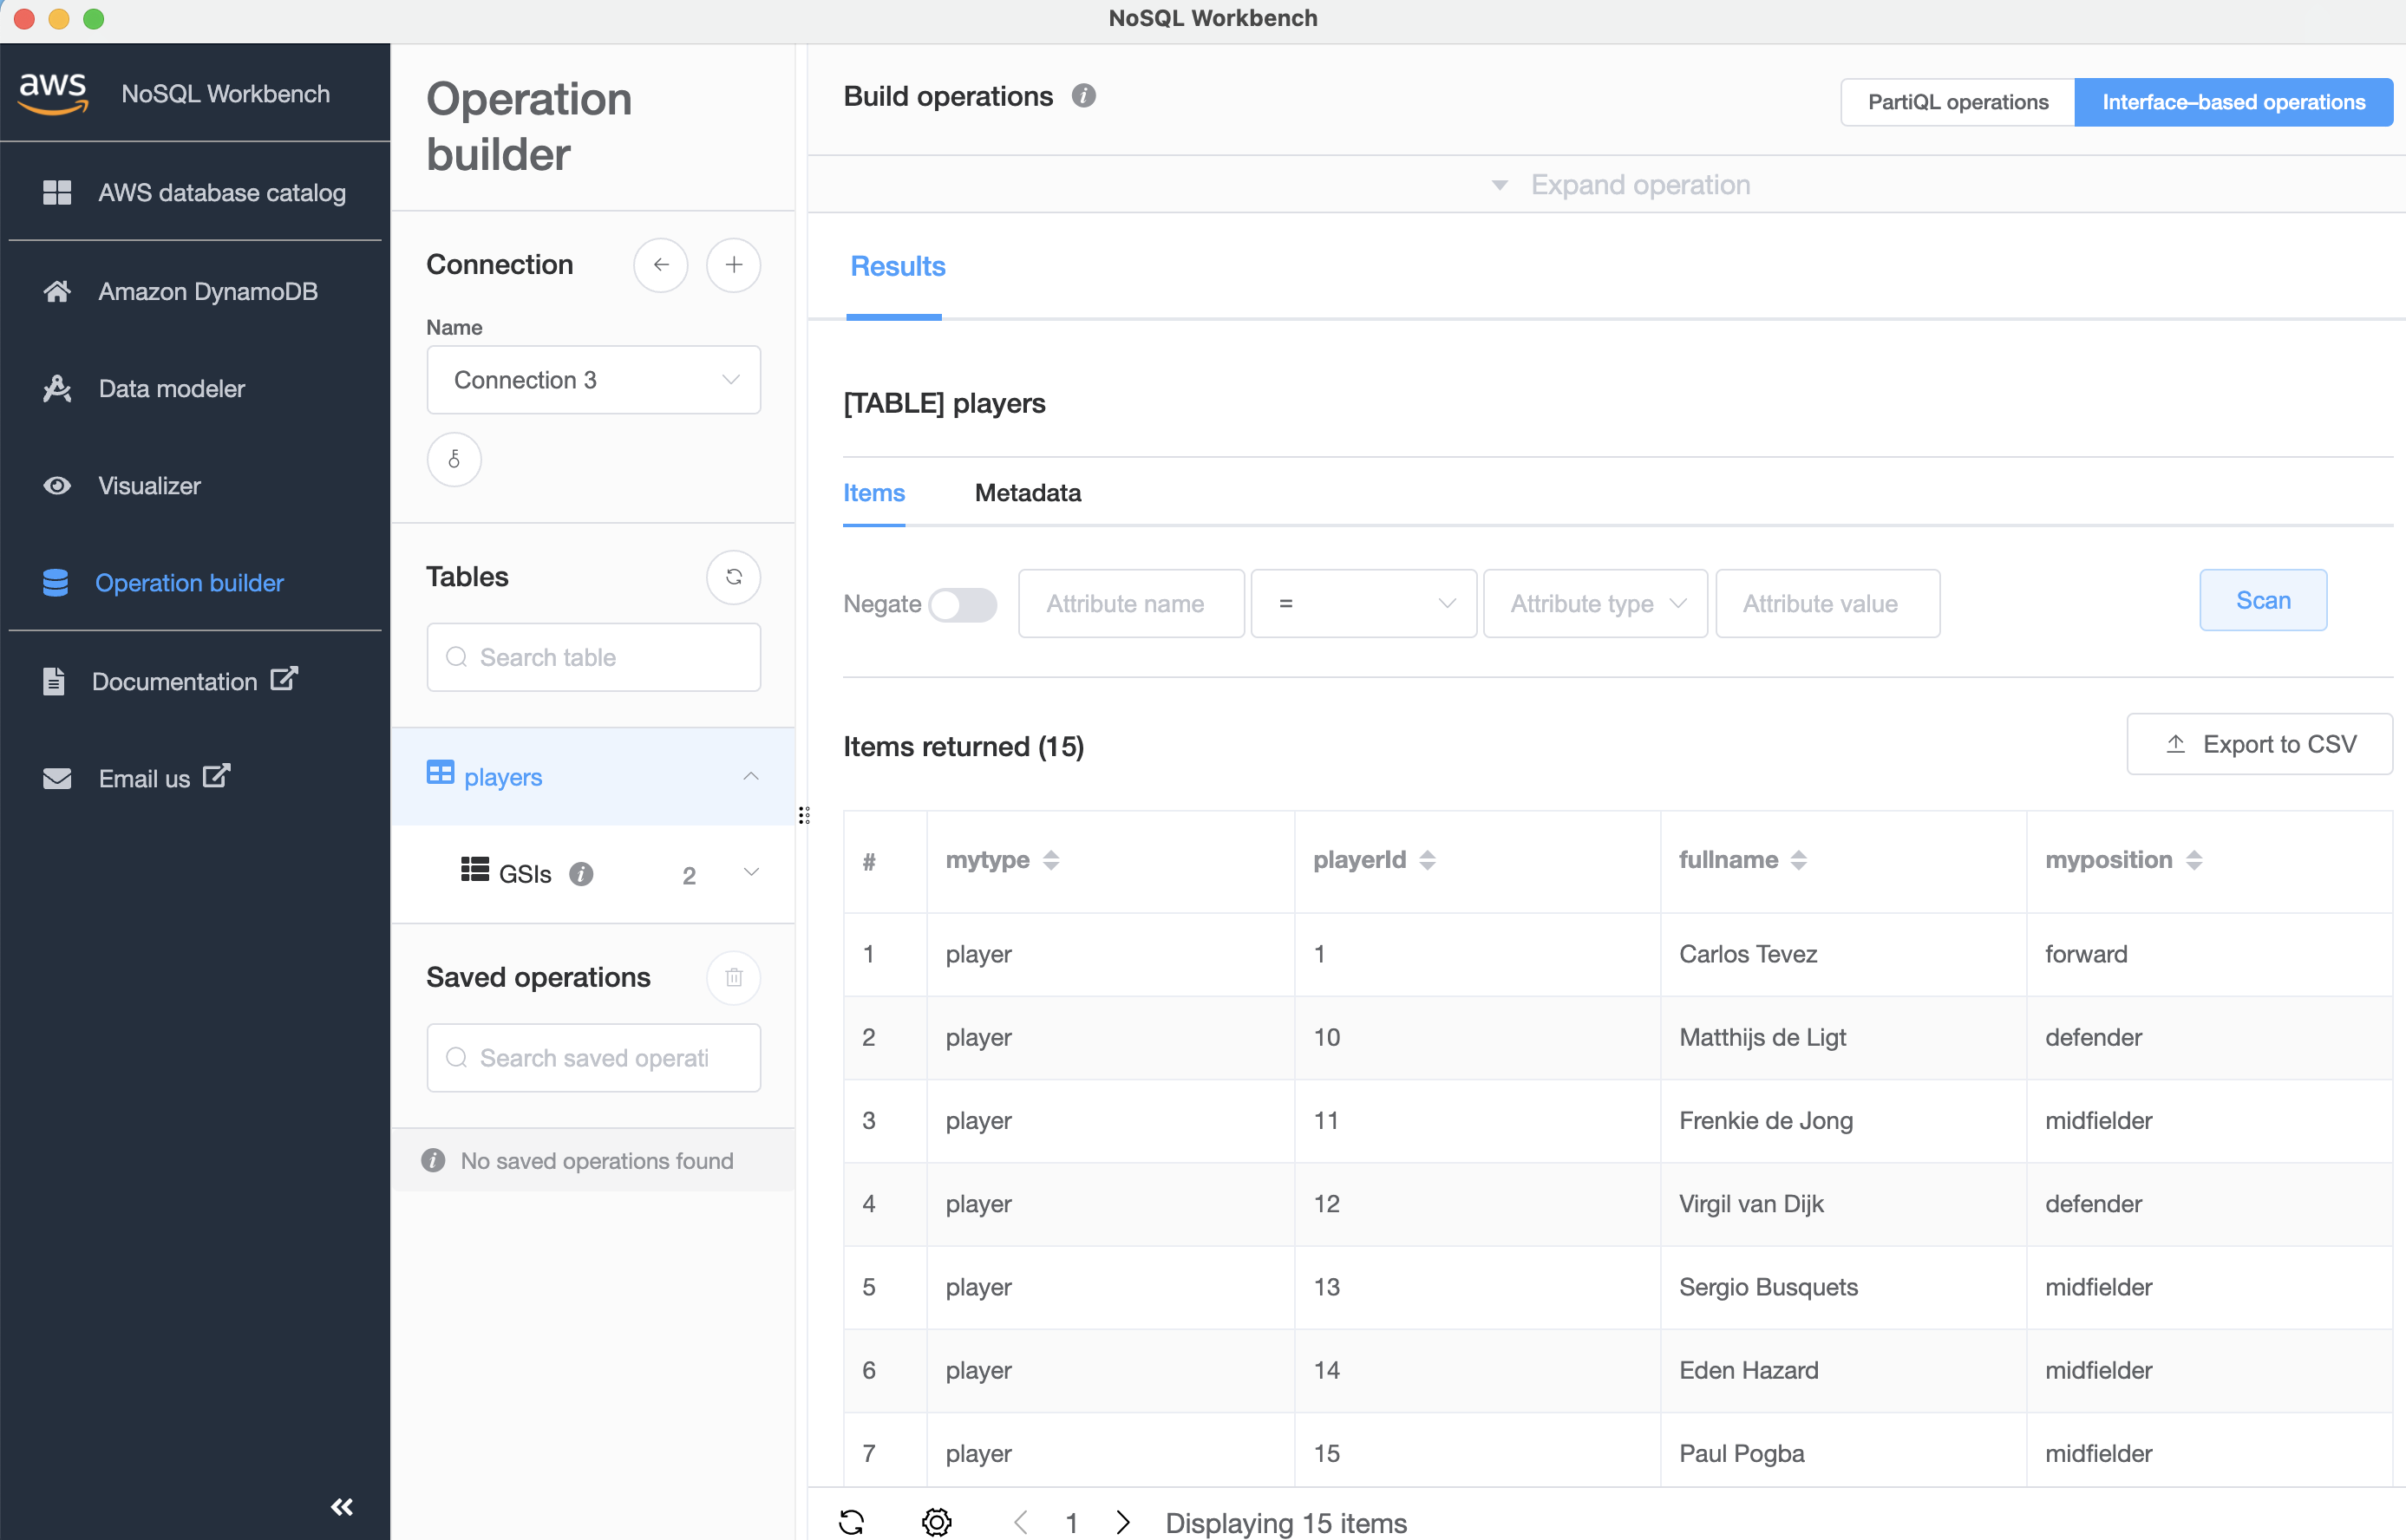 NoSQL Workbench
aws
NoSQL Workbench
AWS database catalog
Amazon DynamoDB
Data modeler
Visualizer
Operation builder
Documentation
Email us
Operation
builder
Connection
Name
Connection 3
Tables
Search table
players
GSIs 2
Saved operations
Search saved operati
No saved operations found
Build operations
PartiQL operations
Interface–based operations
Expand operation
Results
[TABLE] players
Items Metadata
Negate Attribute name = Attribute type Attribute value Scan
Items returned (15)
Export to CSV
# mytype playerId fullname myposition
1 player 1 Carlos Tevez forward
2 player 10 Matthijs de Ligt defender
3 player 11 Frenkie de Jong midfielder
4 player 12 Virgil van Dijk defender
5 player 13 Sergio Busquets midfielder
6 player 14 Eden Hazard midfielder
7 player 15 Paul Pogba midfielder
1 Displaying 15 items